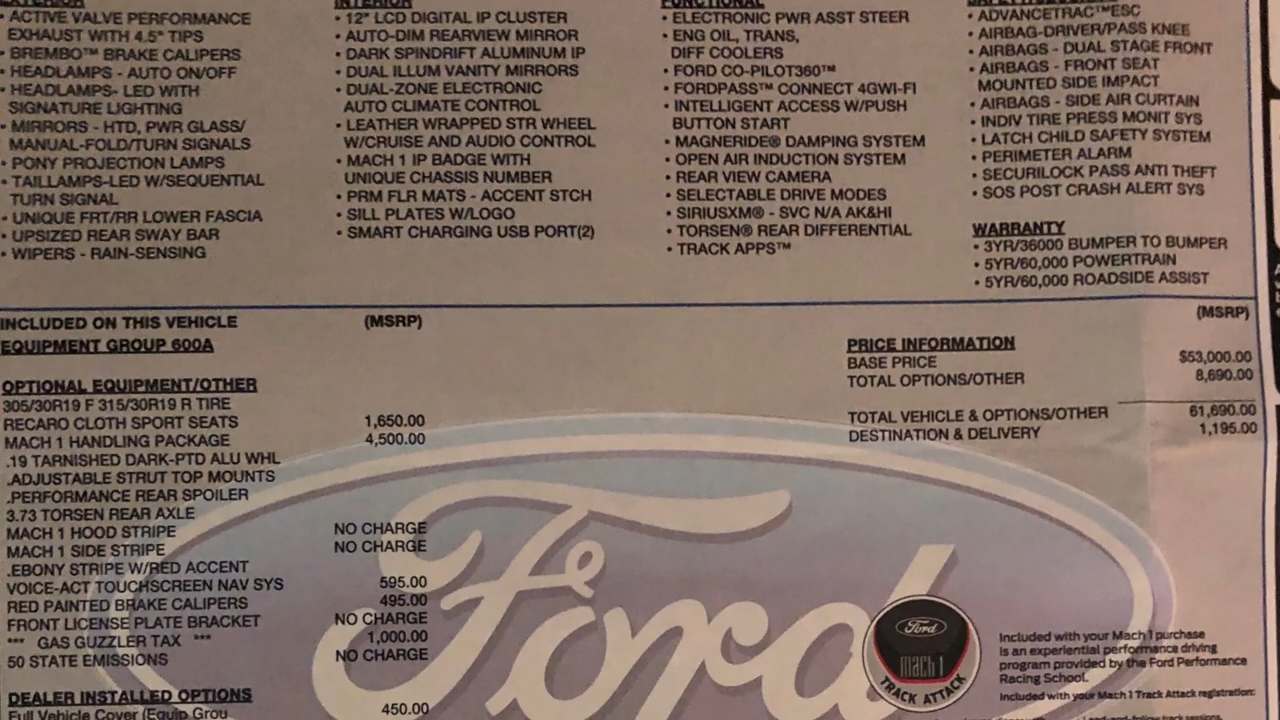 EXTERIOR
• ACTIVE VALVE PERFORMANCE
EXHAUST WITH 4.5" TIPS
• BREMBO™ BRAKE CALIPERS
• HEADLAMPS - AUTO ON/OFF
• HEADLAMPS- LED WITH
SIGNATURE LIGHTING
• MIRRORS - HTD, PWR GLASS/
MANUAL-FOLD/TURN SIGNALS
• PONY PROJECTION LAMPS
• TAILLAMPS-LED W/SEQUENTIAL
TURN SIGNAL
• UNIQUE FRT/RR LOWER FASCIA
• UPSIZED REAR SWAY BAR
• WIPERS - RAIN-SENSING
INTERIOR
• 12" LCD DIGITAL IP CLUSTER
• AUTO-DIM REARVIEW MIRROR
• DARK SPINDRIFT ALUMINUM IP
• DUAL ILLUM VANITY MIRRORS
• DUAL-ZONE ELECTRONIC
AUTO CLIMATE CONTROL
• LEATHER WRAPPED STR WHEEL
W/CRUISE AND AUDIO CONTROL
• MACH 1 IP BADGE WITH
UNIQUE CHASSIS NUMBER
• PRM FLR MATS - ACCENT STCH
• SILL PLATES W/LOGO
• SMART CHARGING USB PORT(2)
FUNCTIONAL
• ELECTRONIC PWR ASST STEER
• ENG OIL, TRANS,
DIFF COOLERS
• FORD CO-PILOT360™
• FORDPASS™ CONNECT 4GWI-FI
• INTELLIGENT ACCESS W/PUSH
BUTTON START
• MAGNERIDE® DAMPING SYSTEM
• OPEN AIR INDUCTION SYSTEM
• REAR VIEW CAMERA
• SELECTABLE DRIVE MODES
• SIRIUSXM® - SVC N/A AK&HI
• TORSEN® REAR DIFFERENTIAL
• TRACK APPS™
• ADVANCETRAC™ESC
• AIRBAG-DRIVER/PASS KNEE
• AIRBAGS - DUAL STAGE FRONT
• AIRBAGS - FRONT SEAT
MOUNTED SIDE IMPACT
• AIRBAGS - SIDE AIR CURTAIN
• INDIV TIRE PRESS MONIT SYS
• LATCH CHILD SAFETY SYSTEM
• PERIMETER ALARM
• SECURILOCK PASS ANTI THEFT
• SOS POST CRASH ALERT SYS
WARRANTY
• 3YR/36000 BUMPER TO BUMPER
• 5YR/60,000 POWERTRAIN
• 5YR/60,000 ROADSIDE ASSIST
INCLUDED ON THIS VEHICLE (MSRP)
EQUIPMENT GROUP 600A
OPTIONAL EQUIPMENT/OTHER
305/30R19 F 315/30R19 R TIRE
RECARO CLOTH SPORT SEATS 1,650.00
MACH 1 HANDLING PACKAGE 4,500.00
.19 TARNISHED DARK-PTD ALU WHL
.ADJUSTABLE STRUT TOP MOUNTS
.PERFORMANCE REAR SPOILER
3.73 TORSEN REAR AXLE
MACH 1 HOOD STRIPE NO CHARGE
MACH 1 SIDE STRIPE NO CHARGE
.EBONY STRIPE W/RED ACCENT
VOICE-ACT TOUCHSCREEN NAV SYS 595.00
RED PAINTED BRAKE CALIPERS 495.00
FRONT LICENSE PLATE BRACKET NO CHARGE
*** GAS GUZZLER TAX *** 1,000.00
50 STATE EMISSIONS NO CHARGE
DEALER INSTALLED OPTIONS
Full Vehicle Cover (Equip Grou 450.00
(MSRP)
PRICE INFORMATION
BASE PRICE $53,000.00
TOTAL OPTIONS/OTHER 8,690.00
TOTAL VEHICLE & OPTIONS/OTHER 61,690.00
DESTINATION & DELIVERY 1,195.00
Ford
Ford
mach 1
TRACK ATTACK
Included with your Mach 1 purchase
is an experiential performance driving
program provided by the Ford Performance
Racing School.
Included with your Mach 1 Track Attack registration: